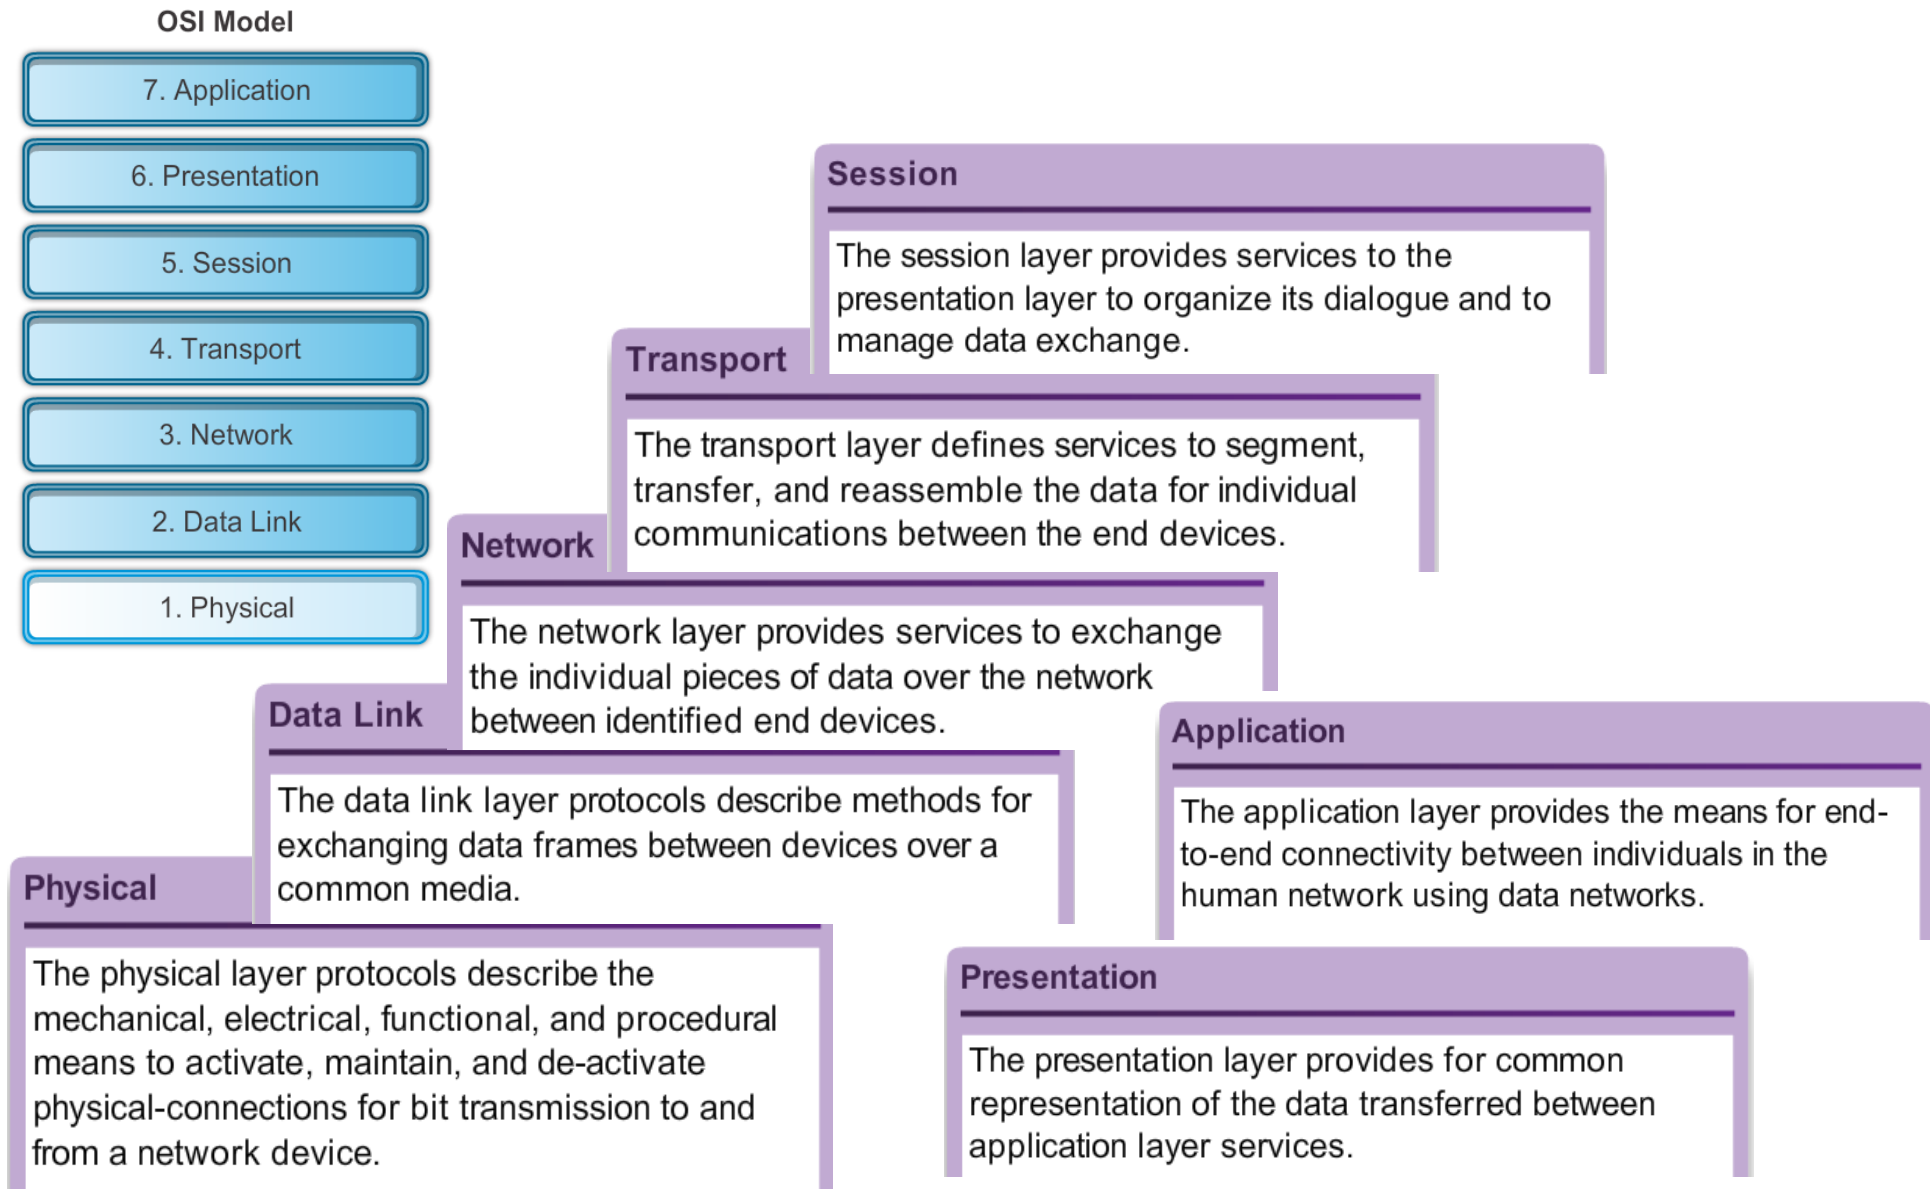 OSI Model
7. Application
6. Presentation
5. Session
4. Transport
3. Network
2. Data Link
1. Physical
Session
The session layer provides services to the
presentation layer to organize its dialogue and to
manage data exchange.
Transport
The transport layer defines services to segment,
transfer, and reassemble the data for individual
communications between the end devices.
Network
The network layer provides services to exchange
the individual pieces of data over the network
between identified end devices.
Data Link
The data link layer protocols describe methods for
exchanging data frames between devices over a
common media.
Physical
The physical layer protocols describe the
mechanical, electrical, functional, and procedural
means to activate, maintain, and de-activate
physical-connections for bit transmission to and
from a network device.
Application
The application layer provides the means for end-
to-end connectivity between individuals in the
human network using data networks.
Presentation
The presentation layer provides for common
representation of the data transferred between
application layer services.